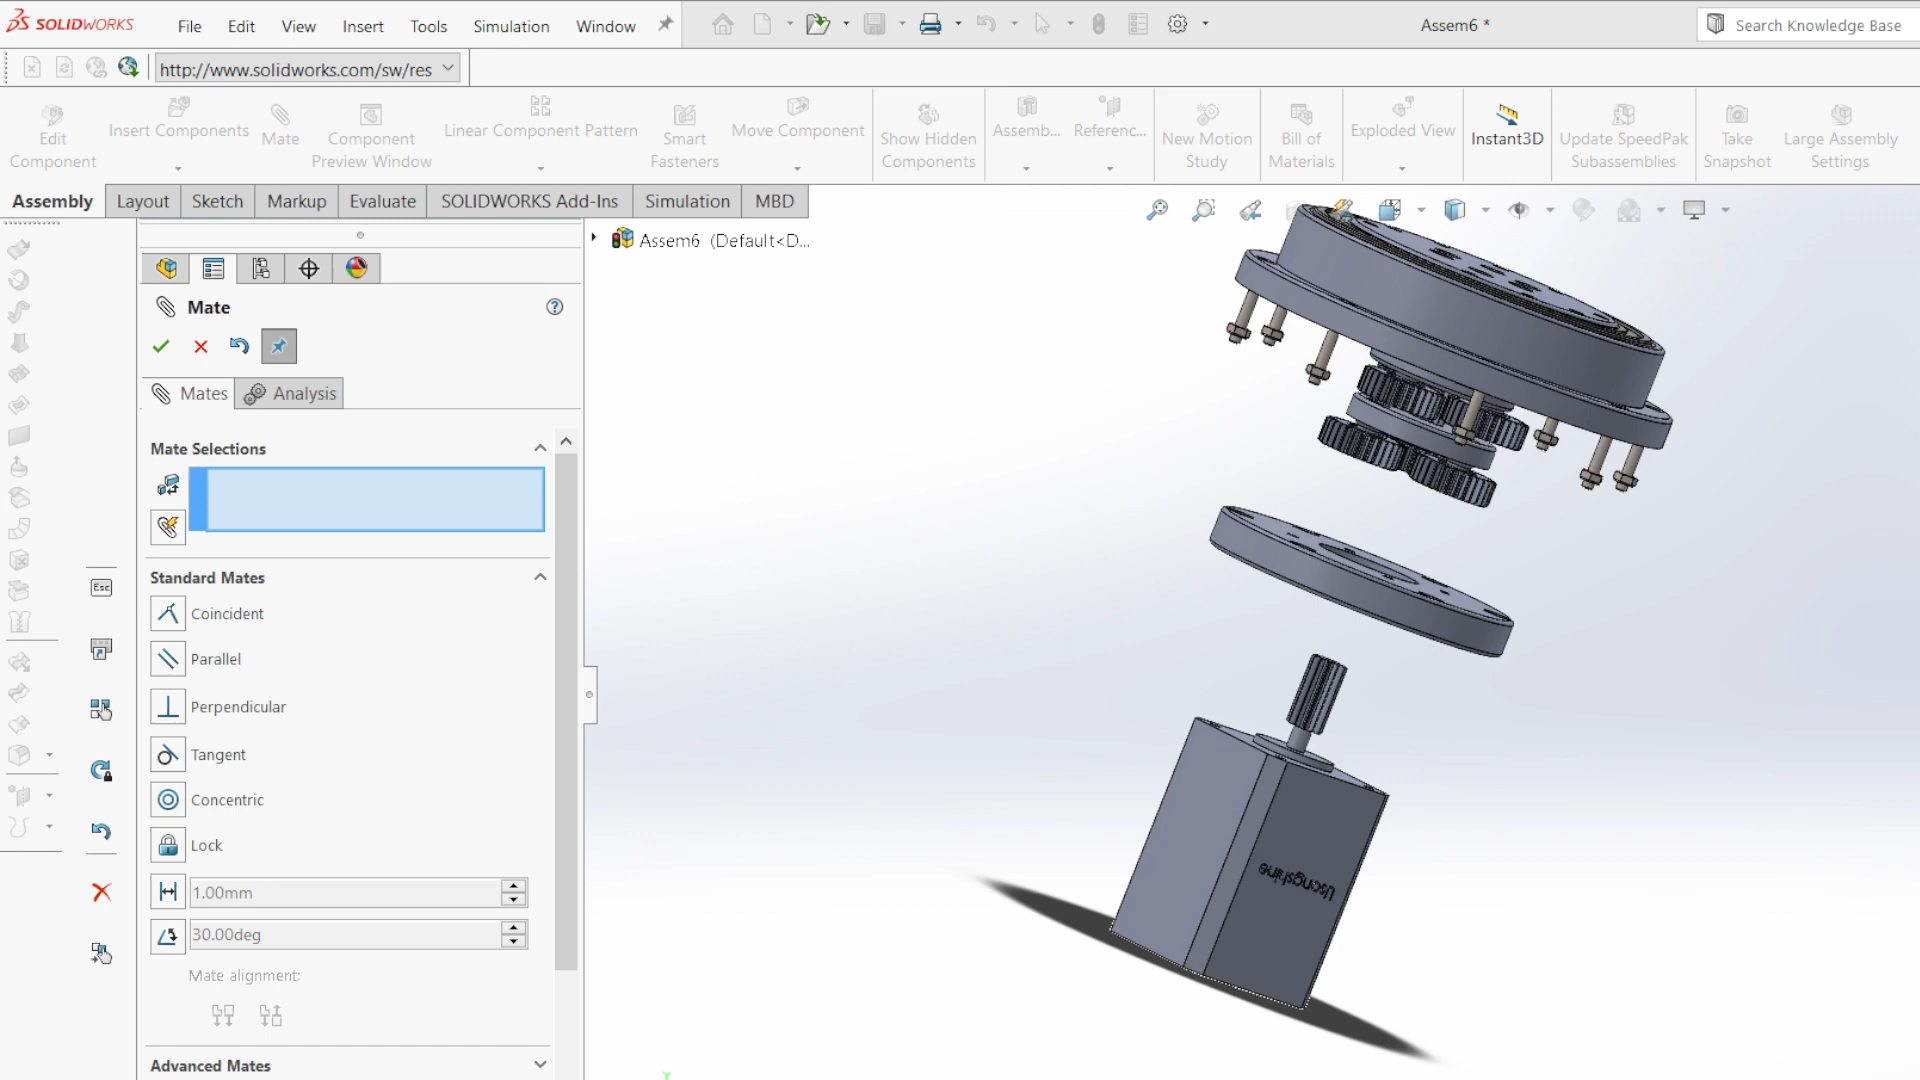 SOLIDWORKS
File Edit View Insert Tools Simulation Window
Assem6 *
Search Knowledge Base
http://www.solidworks.com/sw/res
Edit
Component
Insert Components
Mate
Component
Preview Window
Linear Component Pattern
Smart
Fasteners
Move Component
Show Hidden
Components
Assemb...
Referenc...
New Motion
Study
Bill of
Materials
Exploded View
Instant3D
Update SpeedPak
Subassemblies
Take
Snapshot
Large Assembly
Settings
Assembly Layout Sketch Markup Evaluate SOLIDWORKS Add-Ins Simulation MBD
Assem6 (Default<D...
Mate
Mates Analysis
Mate Selections
Standard Mates
Coincident
Esc
Parallel
Perpendicular
Tangent
Concentric
Lock
1.00mm
30.00deg
Mate alignment:
Advanced Mates
Usongshine
Y